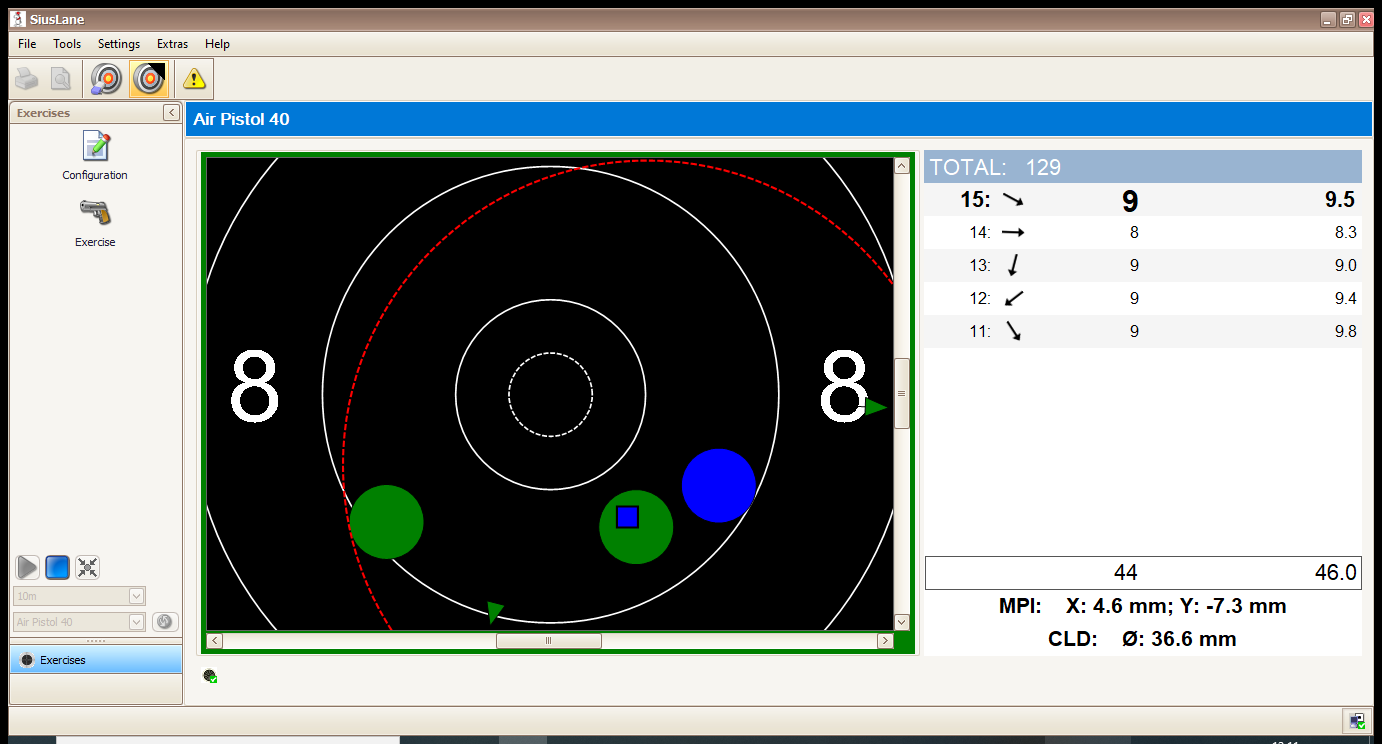 SiusLane
File Tools Settings Extras Help
Exercises
Configuration
Exercise
10m
Air Pistol 40
Exercises
Air Pistol 40
8 8
TOTAL: 129
15: 9 9.5
14: 8 8.3
13: 9 9.0
12: 9 9.4
11: 9 9.8
44 46.0
MPI: X: 4.6 mm; Y: -7.3 mm
CLD: Ø: 36.6 mm